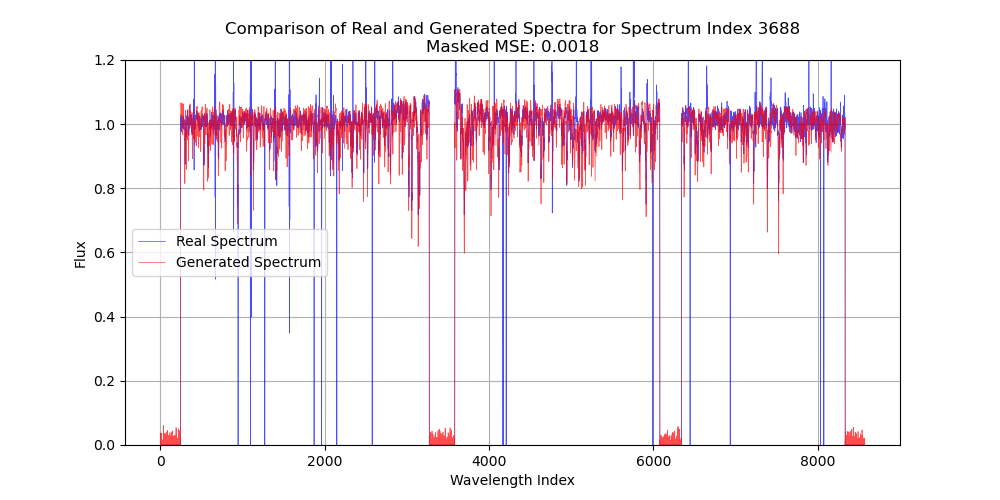 Comparison of Real and Generated Spectra for Spectrum Index 3688
Masked MSE: 0.0018
1.2
1.0
0.8
0.6
0.4
0.2
0.0
Flux
Real Spectrum
Generated Spectrum
0 2000 4000 6000 8000
Wavelength Index